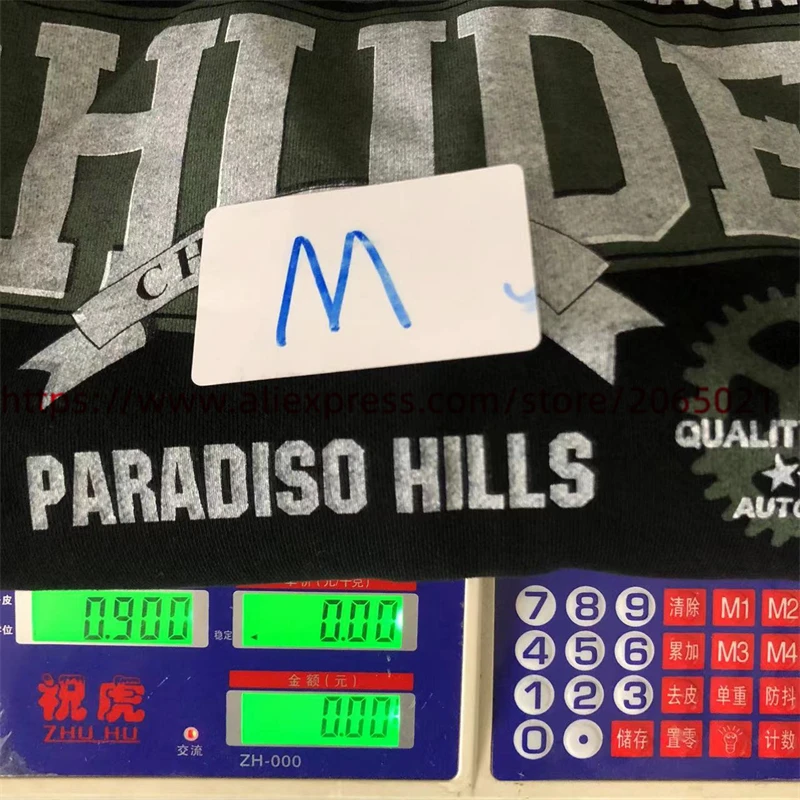 HUDE
CH
M
https://www.aliexpress.com/store/2065021
PARADISO HILLS
QUALIT
AUTO
皮
0.900
稳定
0.00
金额(元)
0.00
祝虎
ZHU HU
交流
ZH-000
7 8 9 清除 M1 M2
4 5 6 累加 M3 M4
1 2 3 去皮 单重 防抖
0 · 储存 置零 计数